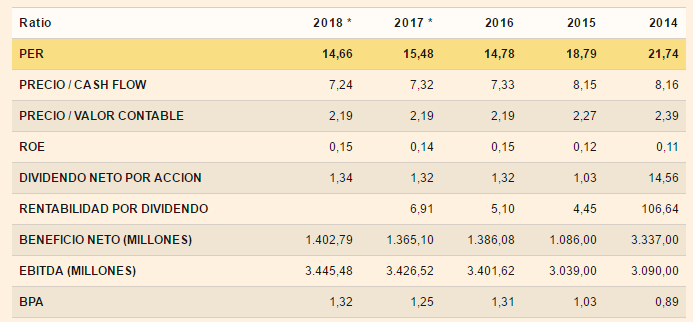 Ratio 2018 * 2017 * 2016 2015 2014
PER 14,66 15,48 14,78 18,79 21,74
PRECIO / CASH FLOW 7,24 7,32 7,33 8,15 8,16
PRECIO / VALOR CONTABLE 2,19 2,19 2,19 2,27 2,39
ROE 0,15 0,14 0,15 0,12 0,11
DIVIDENDO NETO POR ACCION 1,34 1,32 1,32 1,03 14,56
RENTABILIDAD POR DIVIDENDO 6,91 5,10 4,45 106,64
BENEFICIO NETO (MILLONES) 1.402,79 1.365,10 1.386,08 1.086,00 3.337,00
EBITDA (MILLONES) 3.445,48 3.426,52 3.401,62 3.039,00 3.090,00
BPA 1,32 1,25 1,31 1,03 0,89